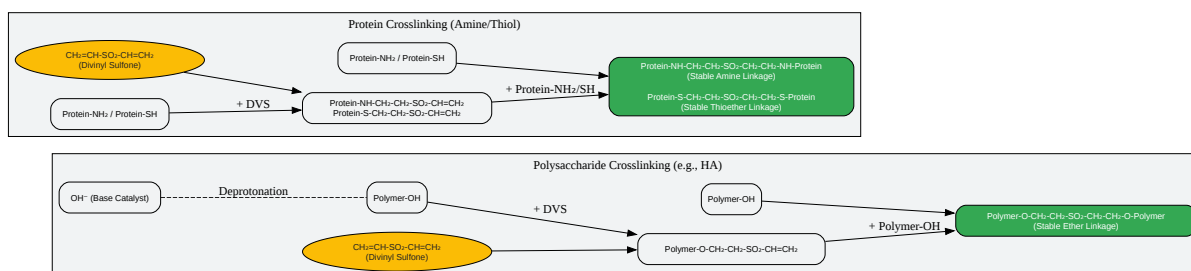 Protein Crosslinking (Amine/Thiol)
CH₂=CH-SO₂-CH=CH₂
(Divinyl Sulfone)
Protein-NH₂ / Protein-SH
Protein-NH₂ / Protein-SH
+ DVS
Protein-NH-CH₂-CH₂-SO₂-CH=CH₂
Protein-S-CH₂-CH₂-SO₂-CH=CH₂
+ Protein-NH₂/SH
Protein-NH-CH₂-CH₂-SO₂-CH₂-CH₂-NH-Protein
(Stable Amine Linkage)
Protein-S-CH₂-CH₂-SO₂-CH₂-CH₂-S-Protein
(Stable Thioether Linkage)
Polysaccharide Crosslinking (e.g., HA)
OH⁻ (Base Catalyst)
Deprotonation
Polymer-OH
CH₂=CH-SO₂-CH=CH₂
(Divinyl Sulfone)
+ DVS
Polymer-O-CH₂-CH₂-SO₂-CH=CH₂
Polymer-OH
+ Polymer-OH
Polymer-O-CH₂-CH₂-SO₂-CH₂-CH₂-O-Polymer
(Stable Ether Linkage)